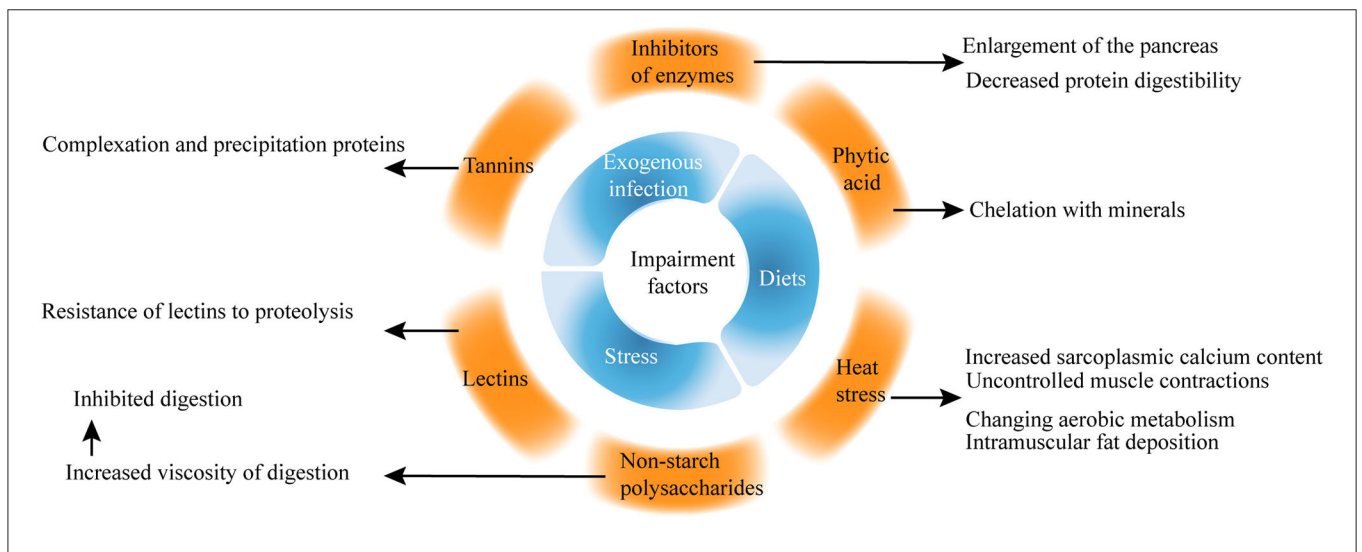 Inhibitors
of enzymes
Enlargement of the pancreas
Decreased protein digestibility
Complexation and precipitation proteins
Tannins
Exogenous
infection
Phytic
acid
Chelation with minerals
Impairment
factors
Diets
Resistance of lectins to proteolysis
Stress
Lectins
Heat
stress
Increased sarcoplasmic calcium content
Uncontrolled muscle contractions
Changing aerobic metabolism
Intramuscular fat deposition
Inhibited digestion
Increased viscosity of digestion
Non-starch
polysaccharides